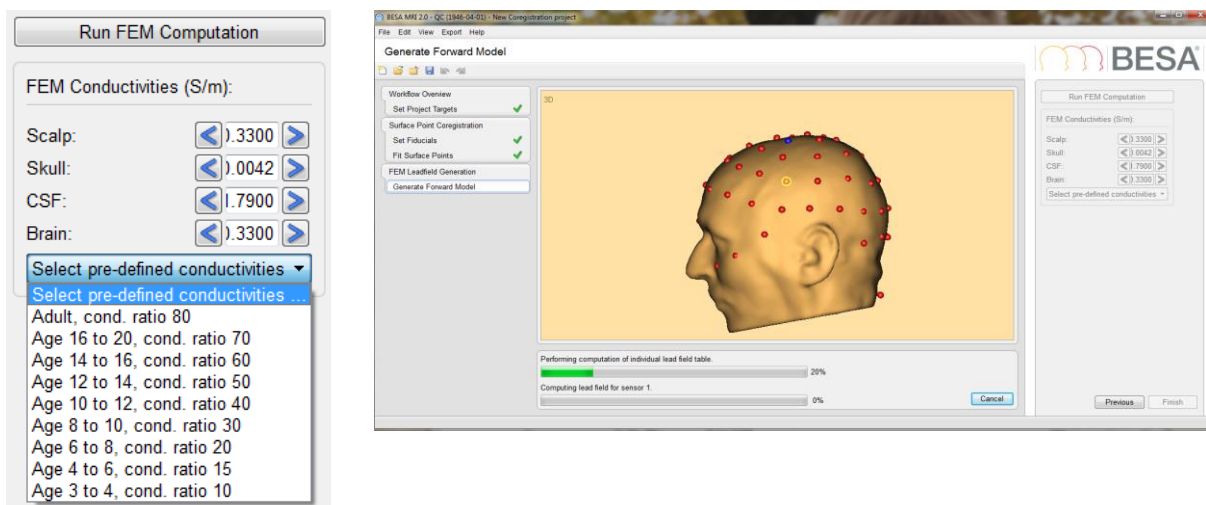 Run FEM Computation
FEM Conductivities (S/m):
Scalp: ).3300
Skull: ).0042
CSF: l.7900
Brain: ).3300
Select pre-defined conductivities
Select pre-defined conductivities ...
Adult, cond. ratio 80
Age 16 to 20, cond. ratio 70
Age 14 to 16, cond. ratio 60
Age 12 to 14, cond. ratio 50
Age 10 to 12, cond. ratio 40
Age 8 to 10, cond. ratio 30
Age 6 to 8, cond. ratio 20
Age 4 to 6, cond. ratio 15
Age 3 to 4, cond. ratio 10
BESA MRI 2.0 - QC (1946-04-01) - New Coregistration project
File Edit View Export Help
Generate Forward Model
BESA
Workflow Overview
Set Project Targets
Surface Point Coregistration
Set Fiducials
Fit Surface Points
FEM Leadfield Generation
Generate Forward Model
3D
Performing computation of individual lead field table.
20%
Computing lead field for sensor 1.
0%
Cancel
Run FEM Computation
FEM Conductivities (S/m):
Scalp: ).3300
Skull: ).0042
CSF: l.7900
Brain: ).3300
Select pre-defined conductivities
Previous Finish